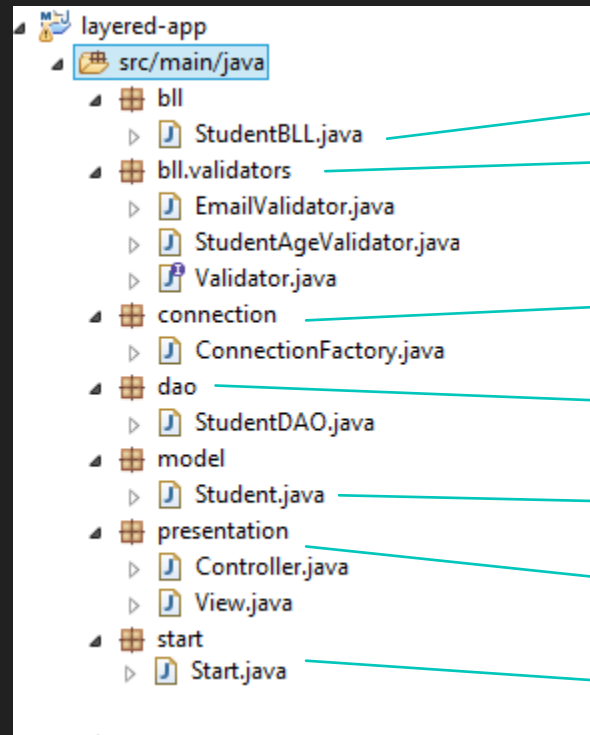 layered-app
src/main/java
bll
StudentBLL.java
bll.validators
EmailValidator.java
StudentAgeValidator.java
Validator.java
connection
ConnectionFactory.java
dao
StudentDAO.java
model
Student.java
presentation
Controller.java
View.java
start
Start.java